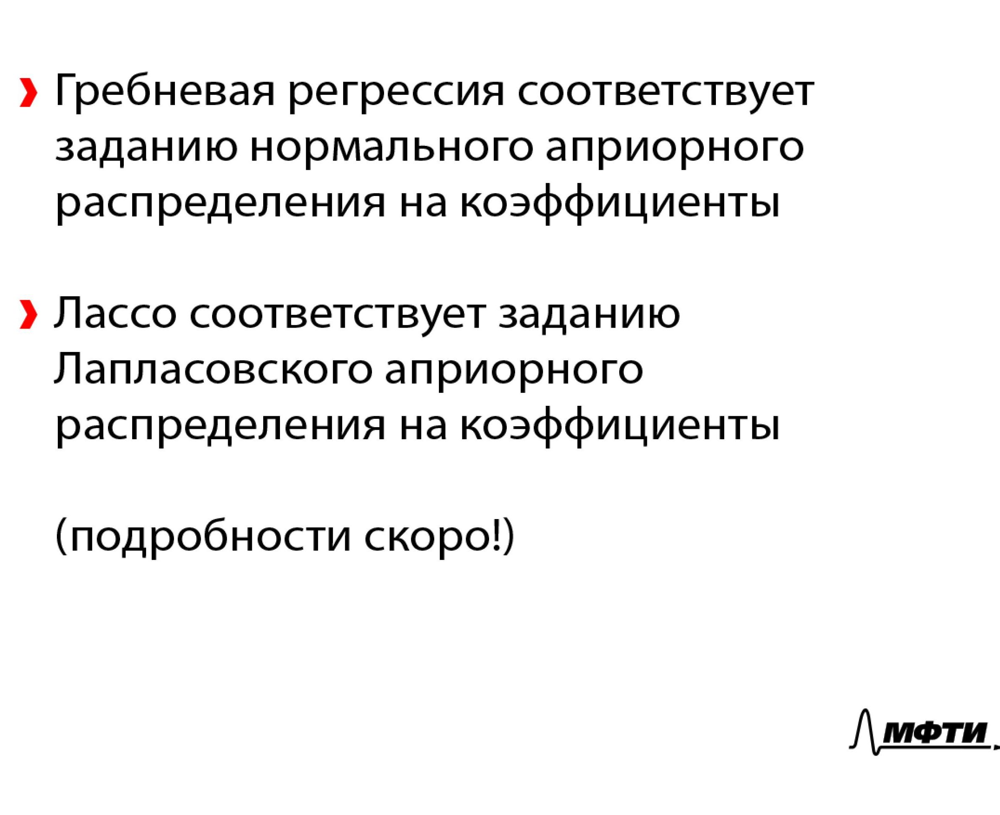 Гребневая регрессия соответствует
заданию нормального априорного
распределения на коэффициенты
Лассо соответствует заданию
Лапласовского априорного
распределения на коэффициенты
(подробности скоро!)
МФТИ